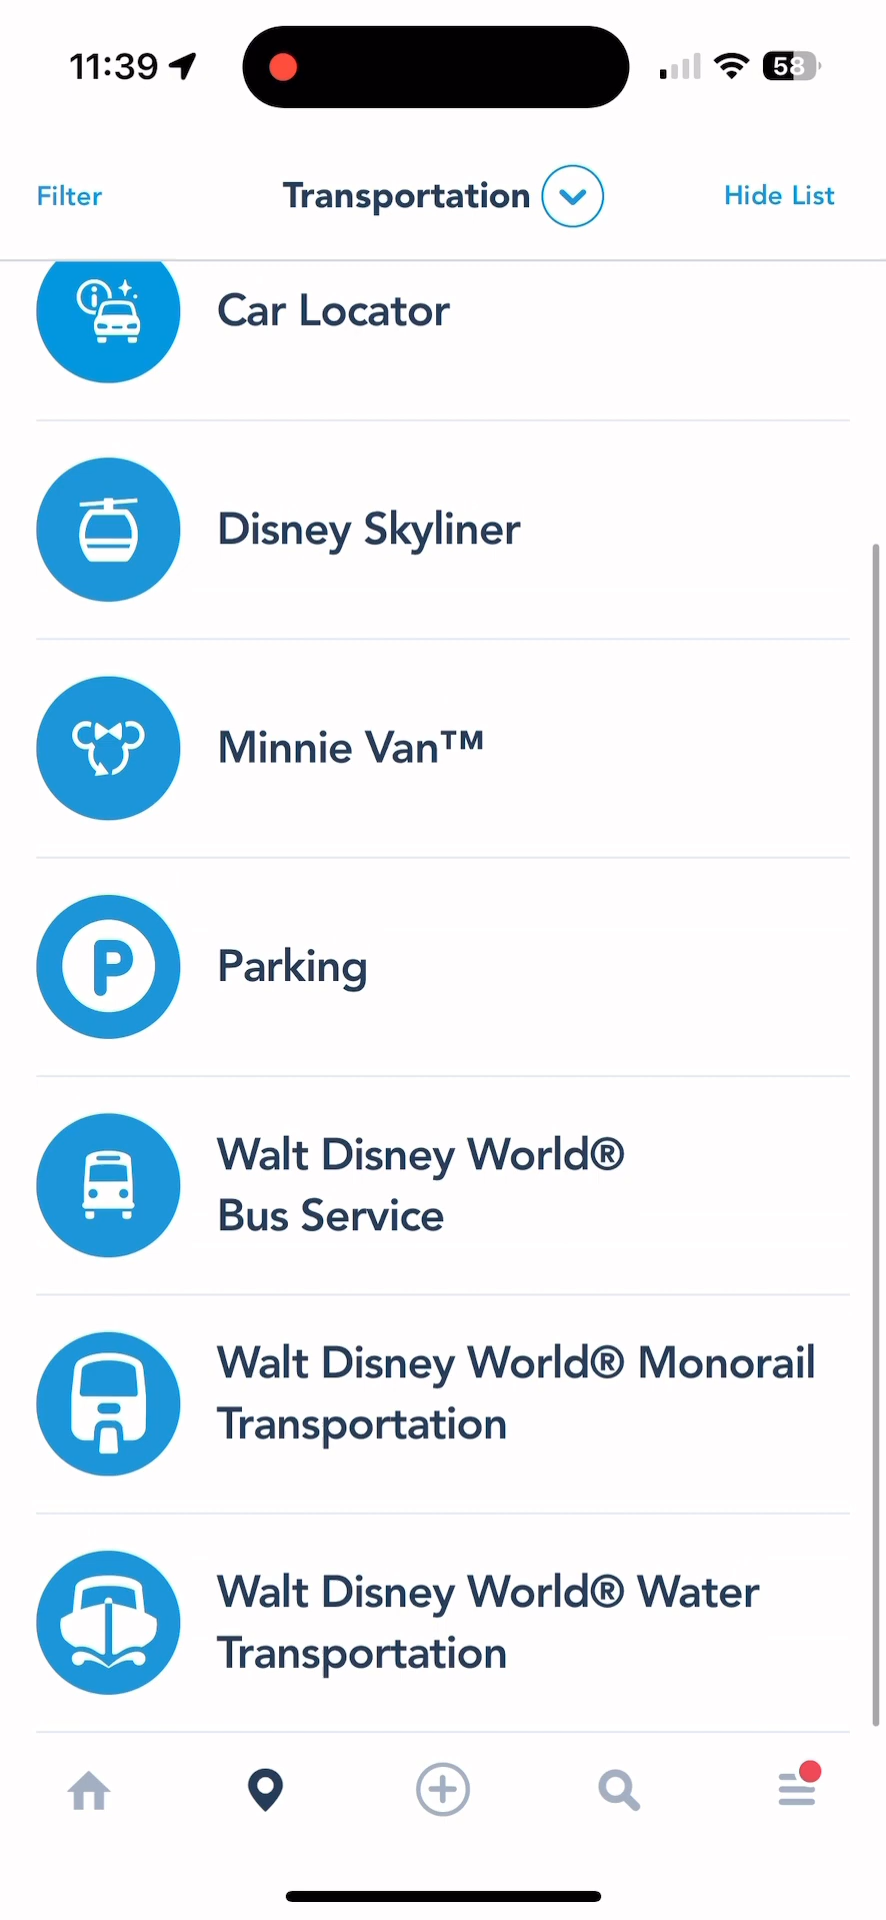 11:39
58
Filter
Transportation
Hide List
Car Locator
Disney Skyliner
Minnie Van™
P
Parking
Walt Disney World®
Bus Service
Walt Disney World® Monorail
Transportation
Walt Disney World® Water
Transportation